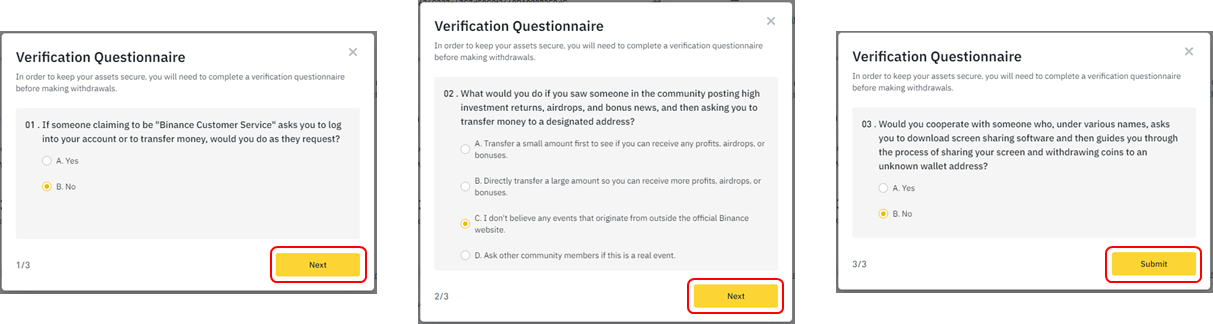 Verification Questionnaire
In order to keep your assets secure, you will need to complete a verification questionnaire
before making withdrawals.
01 . If someone claiming to be "Binance Customer Service" asks you to log
into your account or to transfer money, would you do as they request?
A. Yes
B. No
1/3
Next
Verification Questionnaire
In order to keep your assets secure, you will need to complete a verification questionnaire
before making withdrawals.
02 . What would you do if you saw someone in the community posting high
investment returns, airdrops, and bonus news, and then asking you to
transfer money to a designated address?
A. Transfer a small amount first to see if you can receive any profits, airdrops, or
bonuses.
B. Directly transfer a large amount so you can receive more profits, airdrops, or
bonuses.
C. I don't believe any events that originate from outside the official Binance
website.
D. Ask other community members if this is a real event.
2/3
Next
Verification Questionnaire
In order to keep your assets secure, you will need to complete a verification questionnaire
before making withdrawals.
03 . Would you cooperate with someone who, under various names, asks
you to download screen sharing software and then guides you through
the process of sharing your screen and withdrawing coins to an
unknown wallet address?
A. Yes
B. No
3/3
Submit